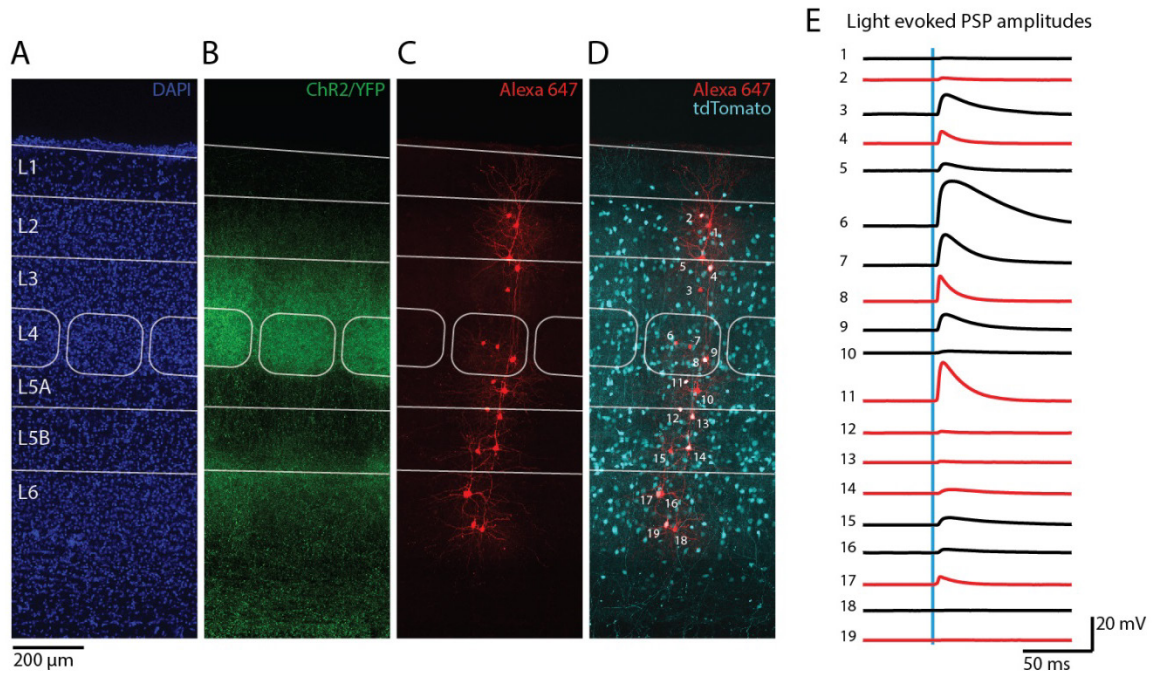 A
B
C
D
E
Light evoked PSP amplitudes
DAPI
ChR2/YFP
Alexa 647
Alexa 647
tdTomato
L1
L2
L3
L4
L5A
L5B
L6
2
1
5
4
3
6
7
9
8
11
10
12
13
15
14
17
16
19
18
200 µm
1
2
3
4
5
6
7
8
9
10
11
12
13
14
15
16
17
18
19
20 mV
50 ms